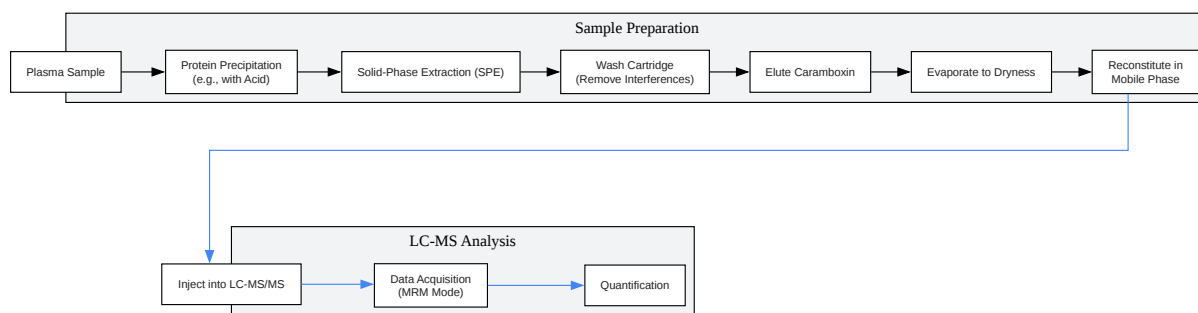 Sample Preparation
Plasma Sample
Protein Precipitation
(e.g., with Acid)
Solid-Phase Extraction (SPE)
Wash Cartridge
(Remove Interferences)
Elute Caramboxin
Evaporate to Dryness
Reconstitute in
Mobile Phase
LC-MS Analysis
Inject into LC-MS/MS
Data Acquisition
(MRM Mode)
Quantification